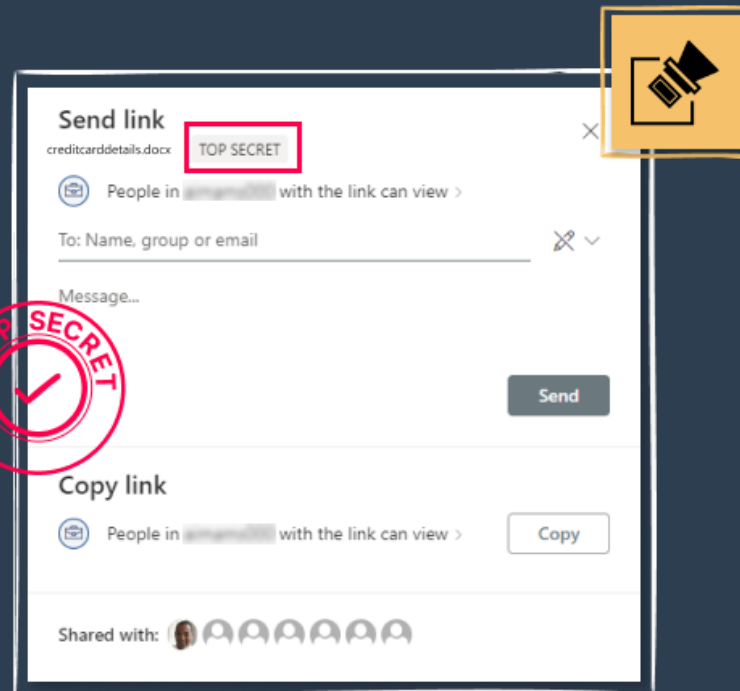 Send link
creditcarddetails.docx TOP SECRET
People in with the link can view >
To: Name, group or email
Message...
SECRET
Send
Copy link
People in with the link can view >
Copy
Shared with: